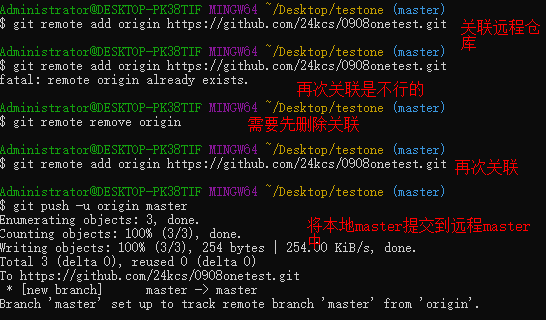 Administrator@DESKTOP-PK38TIF MINGW64 ~/Desktop/testone (master)
$ git remote add origin https://github.com/24kcs/0908onetest.git
关联远程仓库
Administrator@DESKTOP-PK38TIF MINGW64 ~/Desktop/testone (master)
$ git remote add origin https://github.com/24kcs/0908onetest.git
fatal: remote origin already exists.
再次关联是不行的
Administrator@DESKTOP-PK38TIF MINGW64 ~/Desktop/testone (master)
$ git remote remove origin
需要先删除关联
Administrator@DESKTOP-PK38TIF MINGW64 ~/Desktop/testone (master)
$ git remote add origin https://github.com/24kcs/0908onetest.git
再次关联
Administrator@DESKTOP-PK38TIF MINGW64 ~/Desktop/testone (master)
$ git push -u origin master
Enumerating objects: 3, done.
将本地master提交到远程master中
Counting objects: 100% (3/3), done.
Writing objects: 100% (3/3), 254 bytes | 254.00 KiB/s, done.
Total 3 (delta 0), reused 0 (delta 0)
To https://github.com/24kcs/0908onetest.git
* [new branch] master -> master
Branch 'master' set up to track remote branch 'master' from 'origin'.